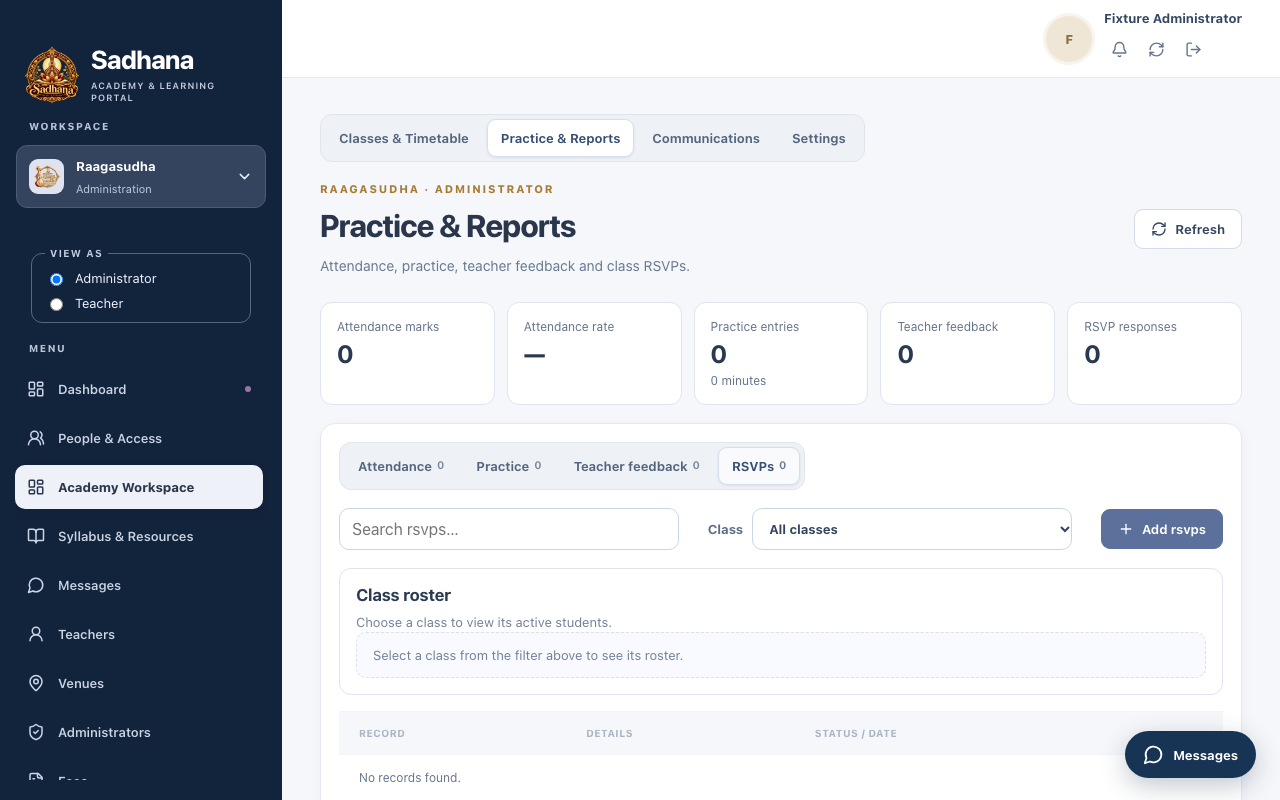 Sadhana
ACADEMY & LEARNING
PORTAL
Sadhana
WORKSPACE
Raagasudha
Administration
VIEW AS
Administrator
Teacher
MENU
Dashboard
People & Access
Academy Workspace
Syllabus & Resources
Messages
Teachers
Venues
Administrators
F
Fixture Administrator
Classes & Timetable
Practice & Reports
Communications
Settings
RAAGASUDHA · ADMINISTRATOR
Practice & Reports
Refresh
Attendance, practice, teacher feedback and class RSVPs.
Attendance marks
0
Attendance rate
—
Practice entries
0
0 minutes
Teacher feedback
0
RSVP responses
0
Attendance 0
Practice 0
Teacher feedback 0
RSVPs 0
Search rsvps...
Class
All classes
Add rsvps
Class roster
Choose a class to view its active students.
Select a class from the filter above to see its roster.
RECORD DETAILS STATUS / DATE
No records found.
Messages